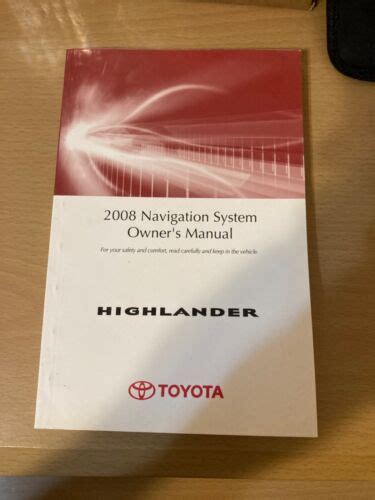 2008 Navigation System
Owner's Manual
For your safety and comfort, read carefully and keep in the vehicle.
HIGHLANDER
TOYOTA